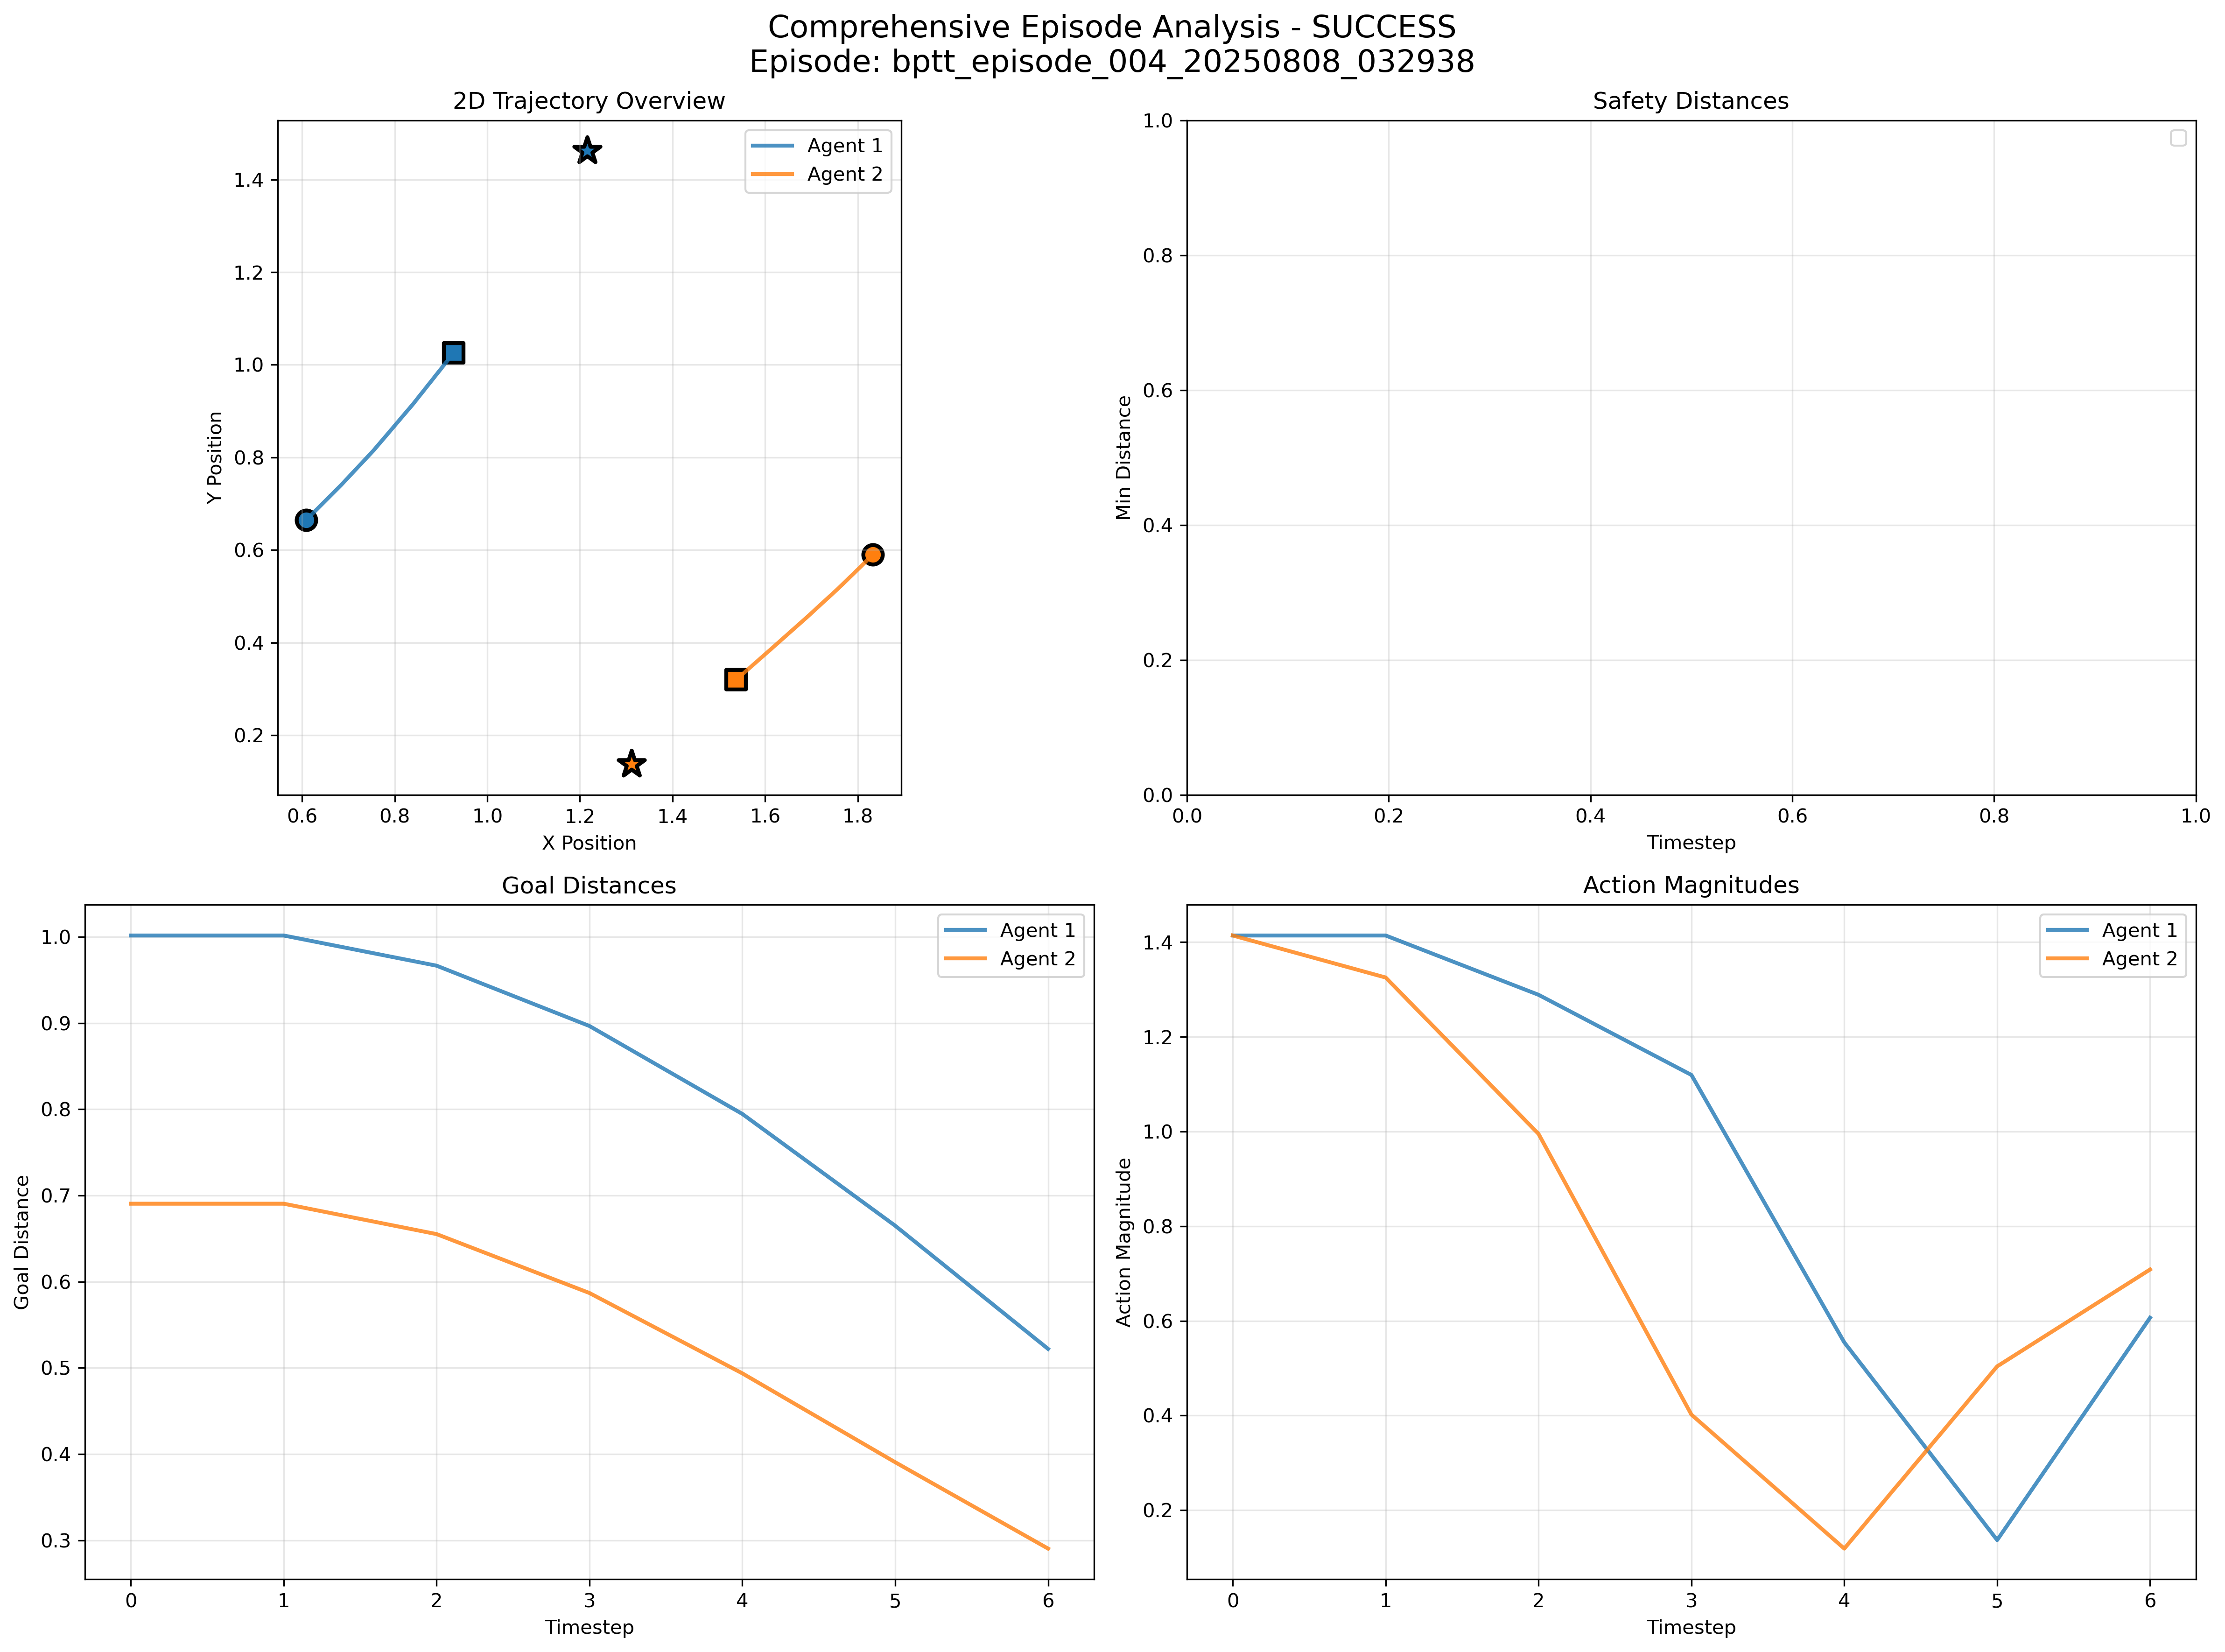 Comprehensive Episode Analysis - SUCCESS
Episode: bptt_episode_004_20250808_032938
2D Trajectory Overview
Agent 1
Agent 2
1.4
1.2
1.0
0.8
0.6
0.4
0.2
Y Position
0.6 0.8 1.0 1.2 1.4 1.6 1.8
X Position
Safety Distances
1.0
0.8
0.6
0.4
0.2
0.0
Min Distance
0.0 0.2 0.4 0.6 0.8 1.0
Timestep
Goal Distances
Agent 1
Agent 2
1.0
0.9
0.8
0.7
0.6
0.5
0.4
0.3
Goal Distance
0 1 2 3 4 5 6
Timestep
Action Magnitudes
Agent 1
Agent 2
1.4
1.2
1.0
0.8
0.6
0.4
0.2
Action Magnitude
0 1 2 3 4 5 6
Timestep